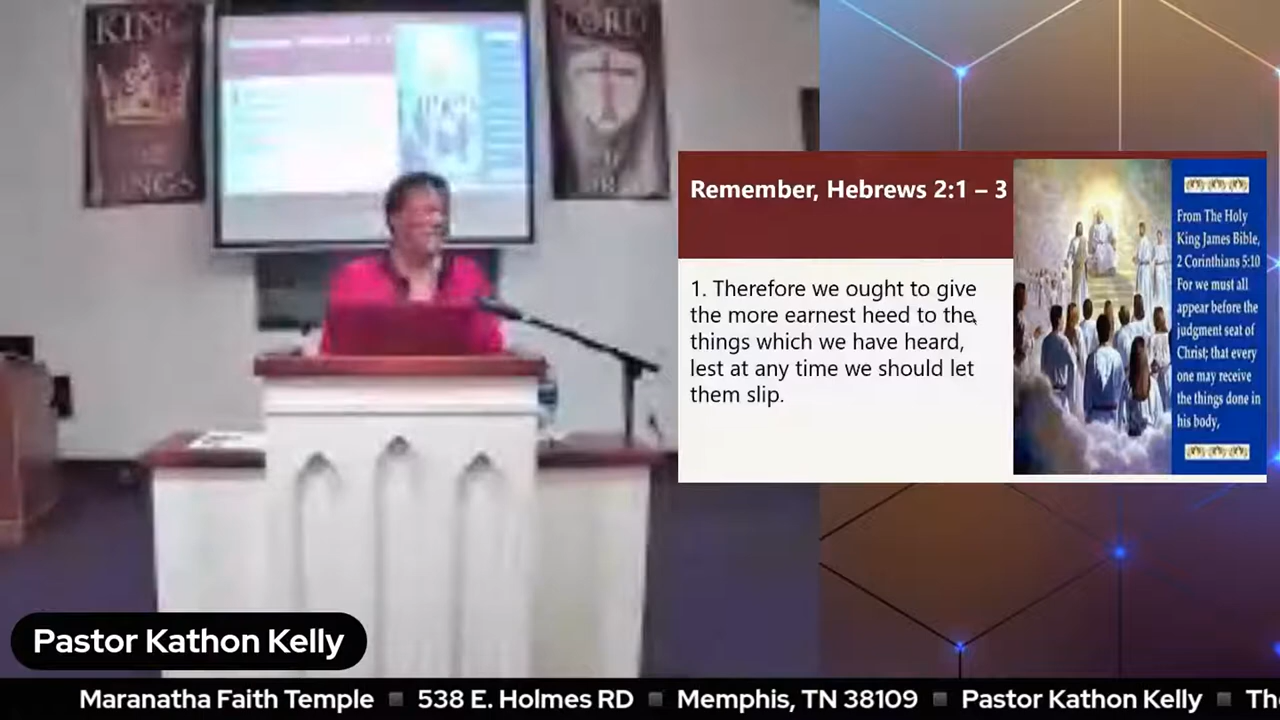 KING
OF
KINGS
LORD
Remember, Hebrews 2:1 – 3
1. Therefore we ought to give
the more earnest heed to the
things which we have heard,
lest at any time we should let
them slip.
From The Holy
King James Bible,
2 Corinthians 5:10
For we must all
appear before the
judgment seat of
Christ; that every
one may receive
the things done in
his body,
Pastor Kathon Kelly
Maranatha Faith Temple ▪ 538 E. Holmes RD ▪ Memphis, TN 38109 ▪ Pastor Kathon Kelly ▪ Th